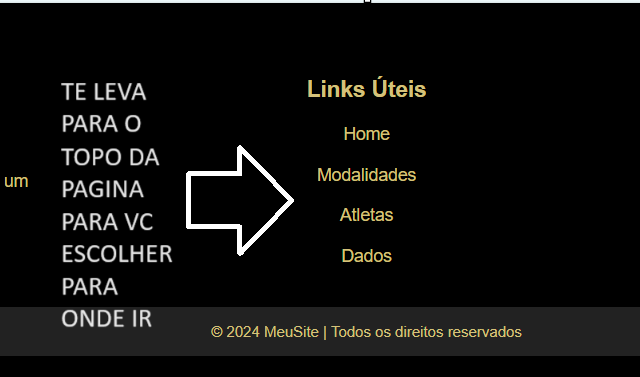 um
TE LEVA
PARA O
TOPO DA
PAGINA
PARA VC
ESCOLHER
PARA
ONDE IR
Links Úteis
Home
Modalidades
Atletas
Dados
© 2024 MeuSite | Todos os direitos reservados